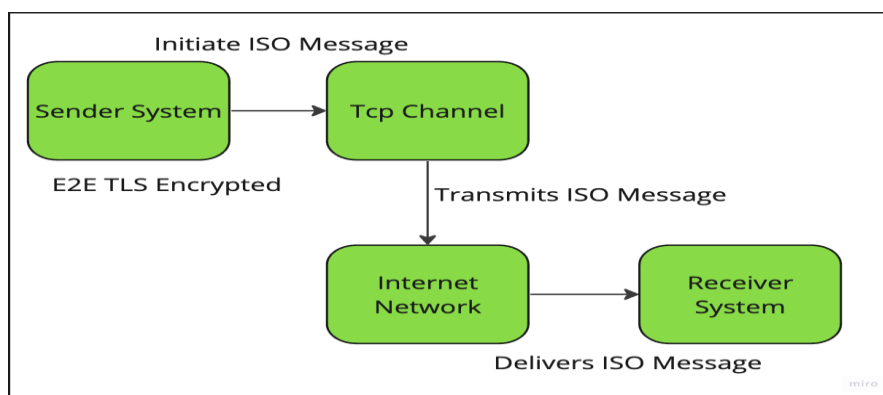 Initiate ISO Message
Sender System
Tcp Channel
E2E TLS Encrypted
Transmits ISO Message
Internet
Network
Receiver
System
Delivers ISO Message
miro